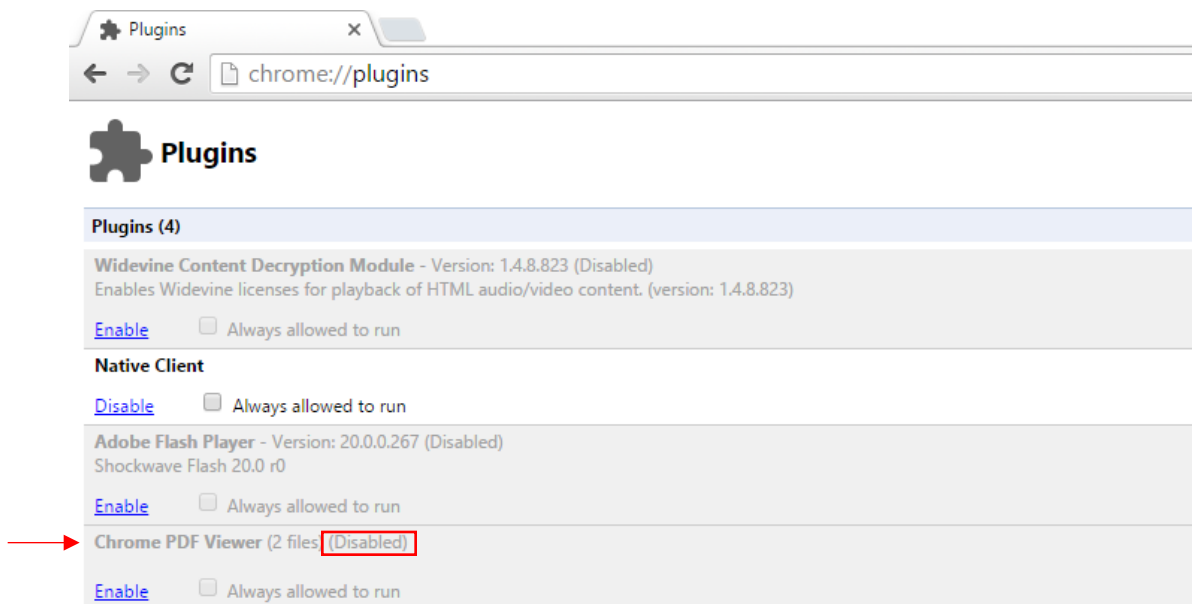 Plugins
chrome://plugins
Plugins
Plugins (4)
Widevine Content Decryption Module - Version: 1.4.8.823 (Disabled)
Enables Widevine licenses for playback of HTML audio/video content. (version: 1.4.8.823)
Enable Always allowed to run
Native Client
Disable Always allowed to run
Adobe Flash Player - Version: 20.0.0.267 (Disabled)
Shockwave Flash 20.0 r0
Enable Always allowed to run
Chrome PDF Viewer (2 files) (Disabled)
Enable Always allowed to run